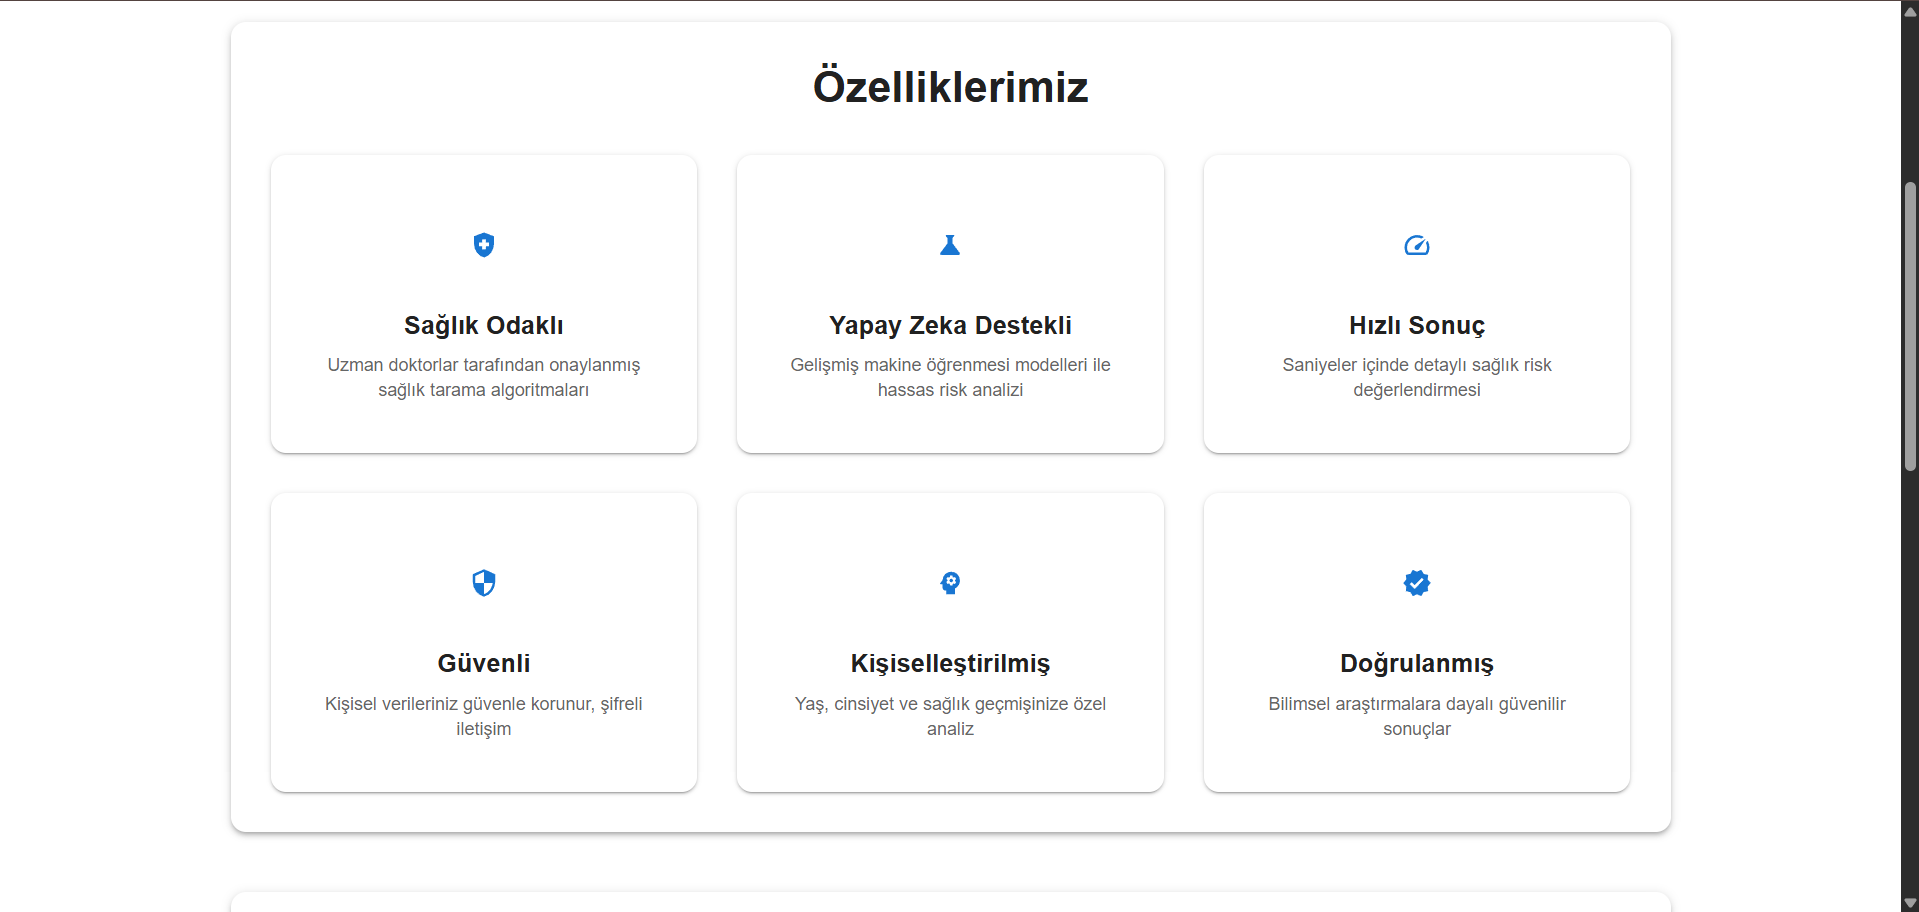 Özelliklerimiz
Sağlık Odaklı
Uzman doktorlar tarafından onaylanmış
sağlık tarama algoritmaları
Yapay Zeka Destekli
Gelişmiş makine öğrenmesi modelleri ile
hassas risk analizi
Hızlı Sonuç
Saniyeler içinde detaylı sağlık risk
değerlendirmesi
Güvenli
Kişisel verileriniz güvenle korunur, şifreli
iletişim
Kişiselleştirilmiş
Yaş, cinsiyet ve sağlık geçmişinize özel
analiz
Doğrulanmış
Bilimsel araştırmalara dayalı güvenilir
sonuçlar